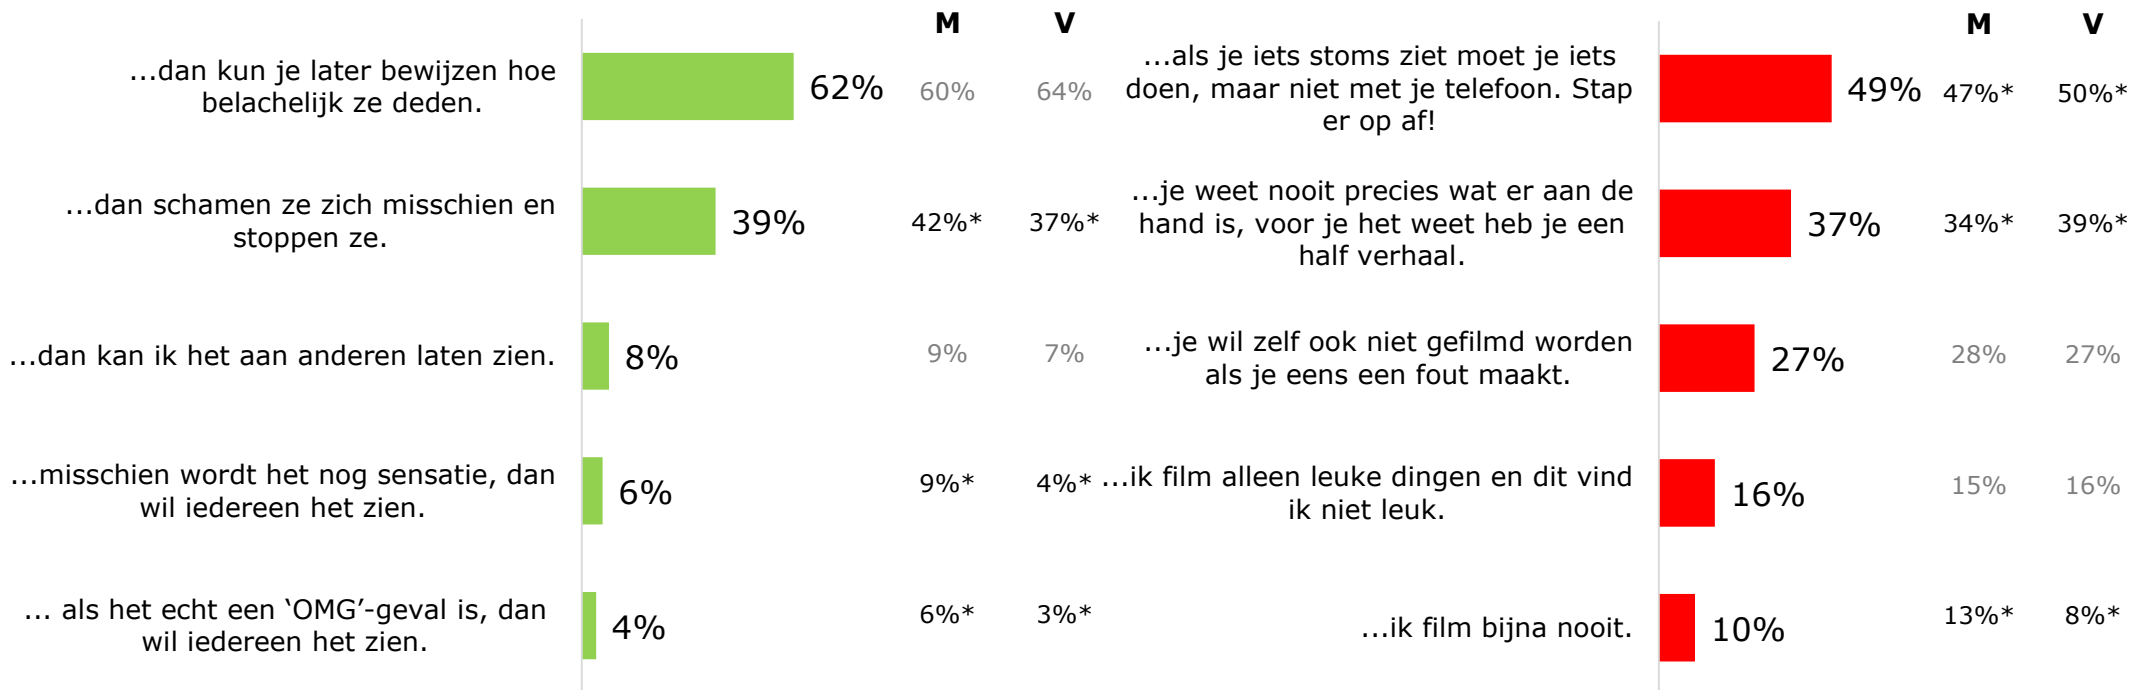 M V
...dan kun je later bewijzen hoe
belachelijk ze deden.
62% 60% 64%
...dan schamen ze zich misschien en
stoppen ze.
39% 42%* 37%*
...dan kan ik het aan anderen laten zien.
8% 9% 7%
...misschien wordt het nog sensatie, dan
wil iedereen het zien.
6% 9%* 4%*
... als het echt een ‘OMG’-geval is, dan
wil iedereen het zien.
4% 6%* 3%*
M V
...als je iets stoms ziet moet je iets
doen, maar niet met je telefoon. Stap
er op af!
49% 47%* 50%*
...je weet nooit precies wat er aan de
hand is, voor je het weet heb je een
half verhaal.
37% 34%* 39%*
...je wil zelf ook niet gefilmd worden
als je eens een fout maakt.
27% 28% 27%
...ik film alleen leuke dingen en dit vind
ik niet leuk.
16% 15% 16%
...ik film bijna nooit.
10% 13%* 8%*